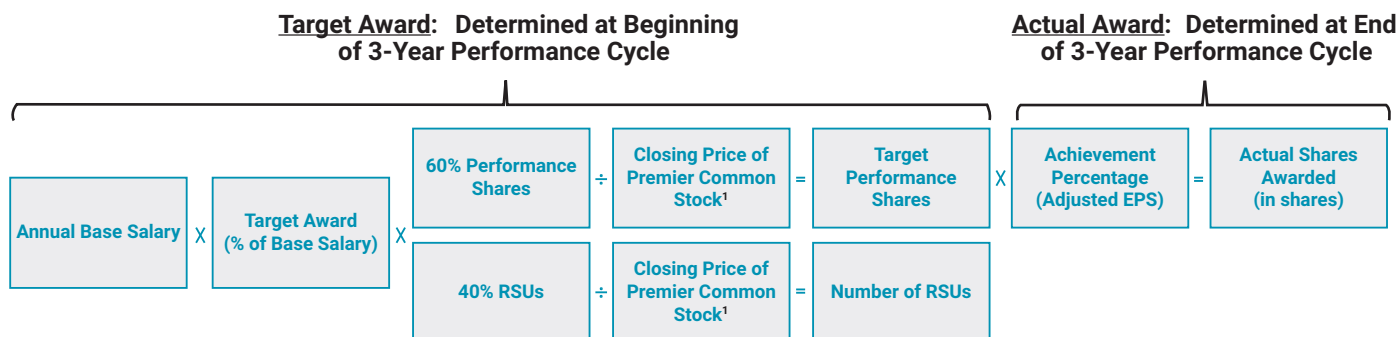 Target Award: Determined at Beginning
of 3-Year Performance Cycle
Actual Award: Determined at End
of 3-Year Performance Cycle
Annual Base Salary
X
Target Award
(% of Base Salary)
X
60% Performance
Shares
÷
Closing Price of
Premier Common
Stock¹
=
Target
Performance
Shares
X
Achievement
Percentage
(Adjusted EPS)
=
Actual Shares
Awarded
(in shares)
40% RSUs
÷
Closing Price of
Premier Common
Stock¹
=
Number of RSUs